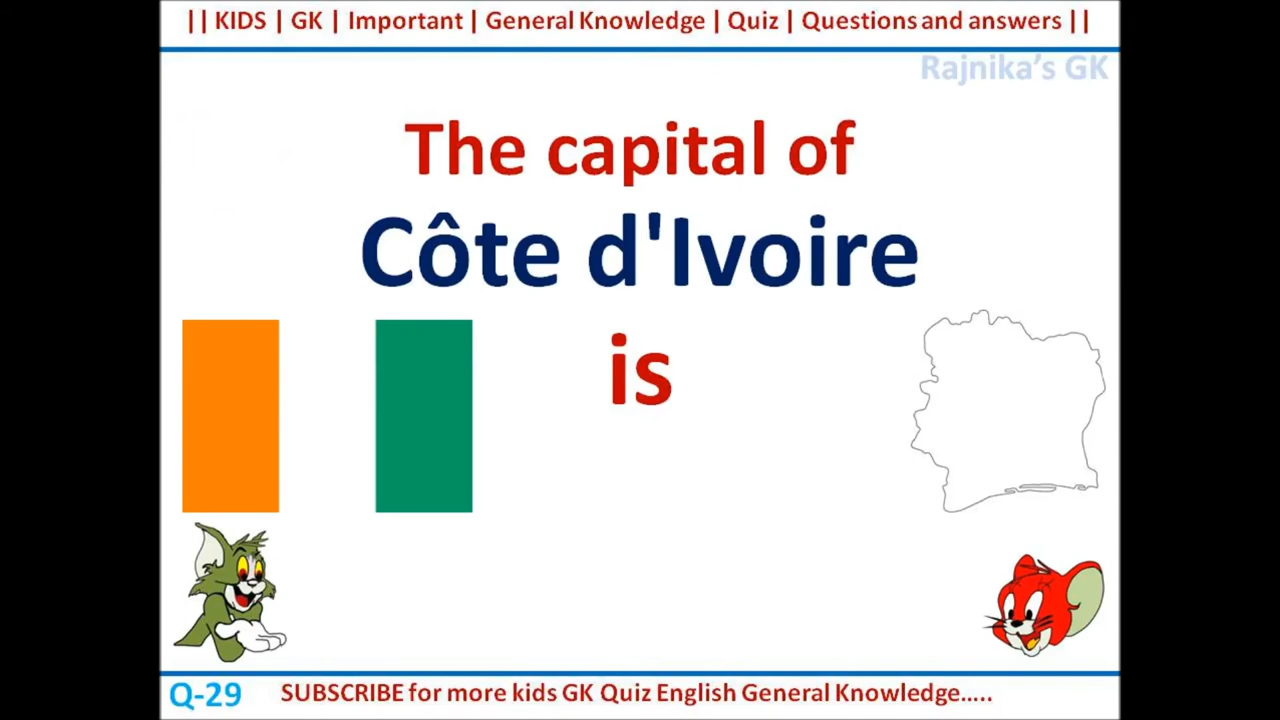 || KIDS | GK | Important | General Knowledge | Quiz | Questions and answers ||
Rajnika's GK
The capital of
Côte d'Ivoire
is
Q-29
SUBSCRIBE for more kids GK Quiz English General Knowledge.....